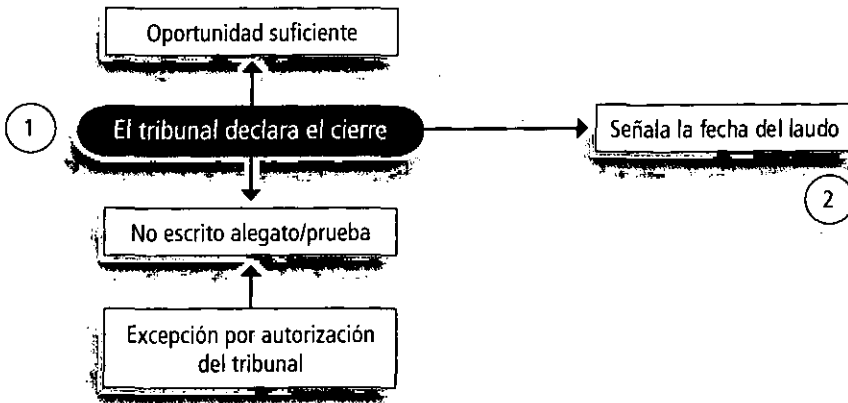 Oportunidad suficiente
1
El tribunal declara el cierre
Señala la fecha del laudo
2
No escrito alegato/prueba
Excepción por autorización
del tribunal